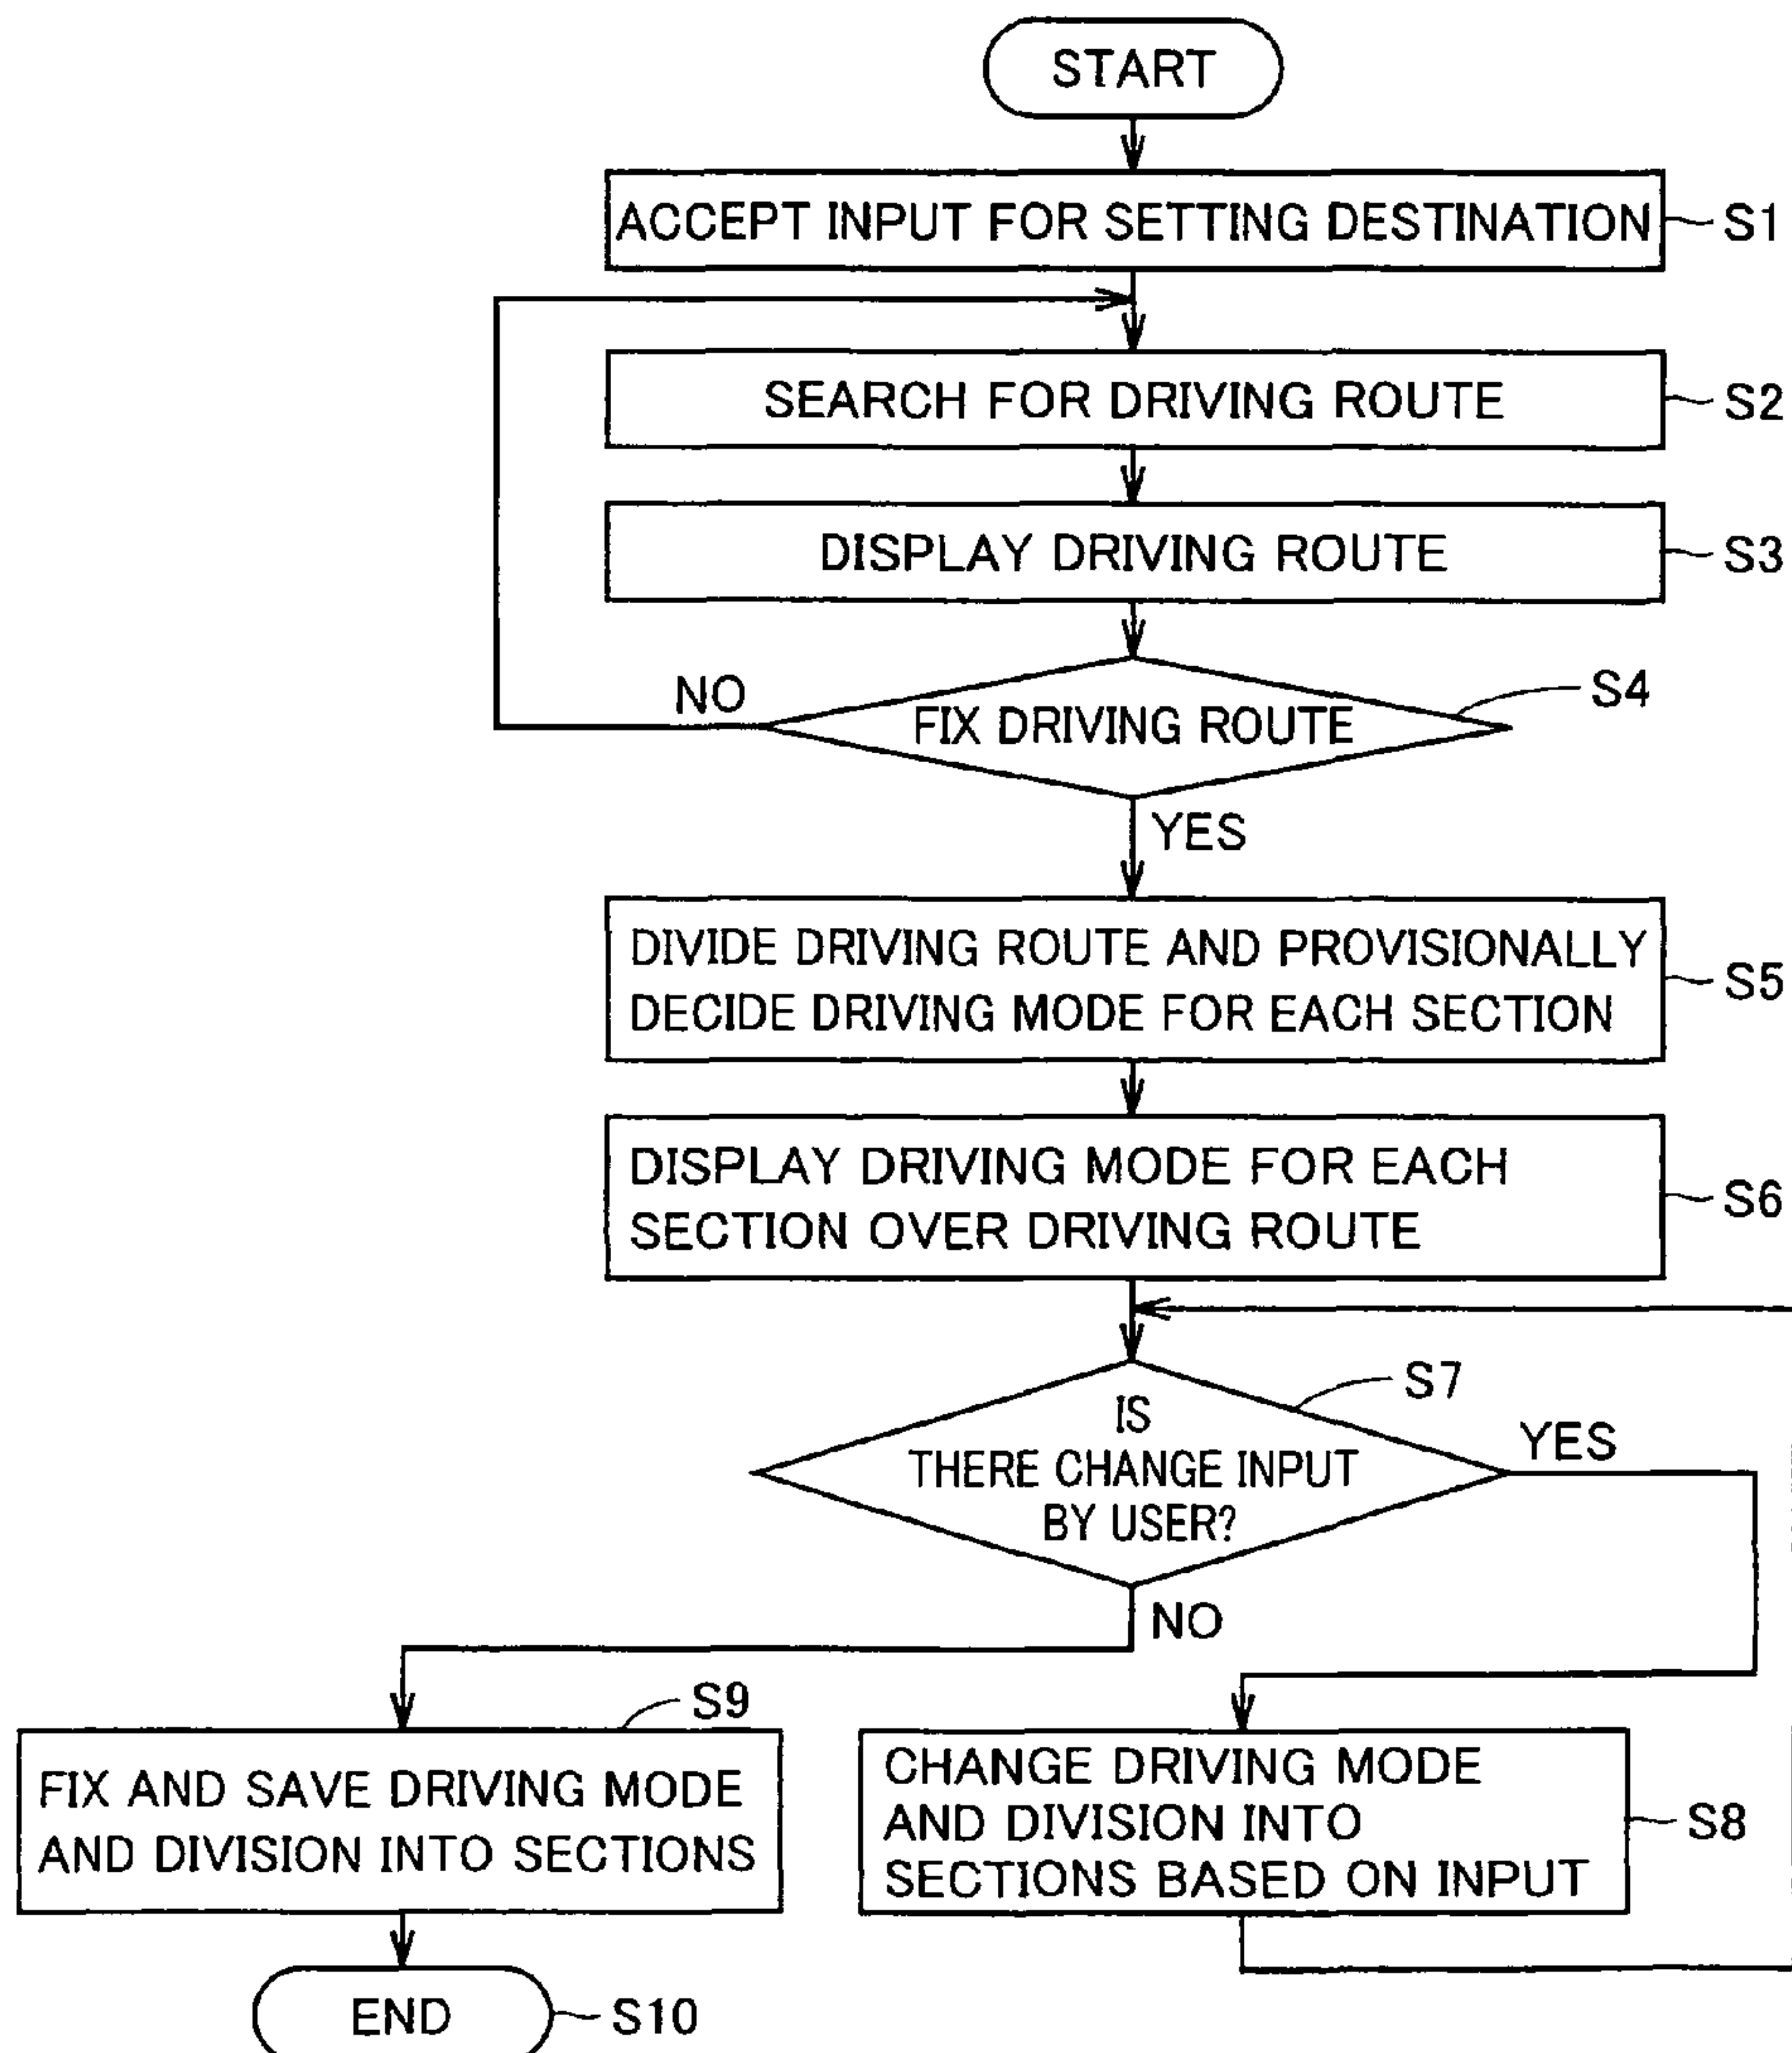 START
ACCEPT INPUT FOR SETTING DESTINATION
S1
SEARCH FOR DRIVING ROUTE
S2
DISPLAY DRIVING ROUTE
S3
NO
FIX DRIVING ROUTE
S4
YES
DIVIDE DRIVING ROUTE AND PROVISIONALLY
DECIDE DRIVING MODE FOR EACH SECTION
S5
DISPLAY DRIVING MODE FOR EACH
SECTION OVER DRIVING ROUTE
S6
S7
IS
THERE CHANGE INPUT
BY USER?
YES
NO
S9
FIX AND SAVE DRIVING MODE
AND DIVISION INTO SECTIONS
CHANGE DRIVING MODE
AND DIVISION INTO
SECTIONS BASED ON INPUT
S8
END
S10